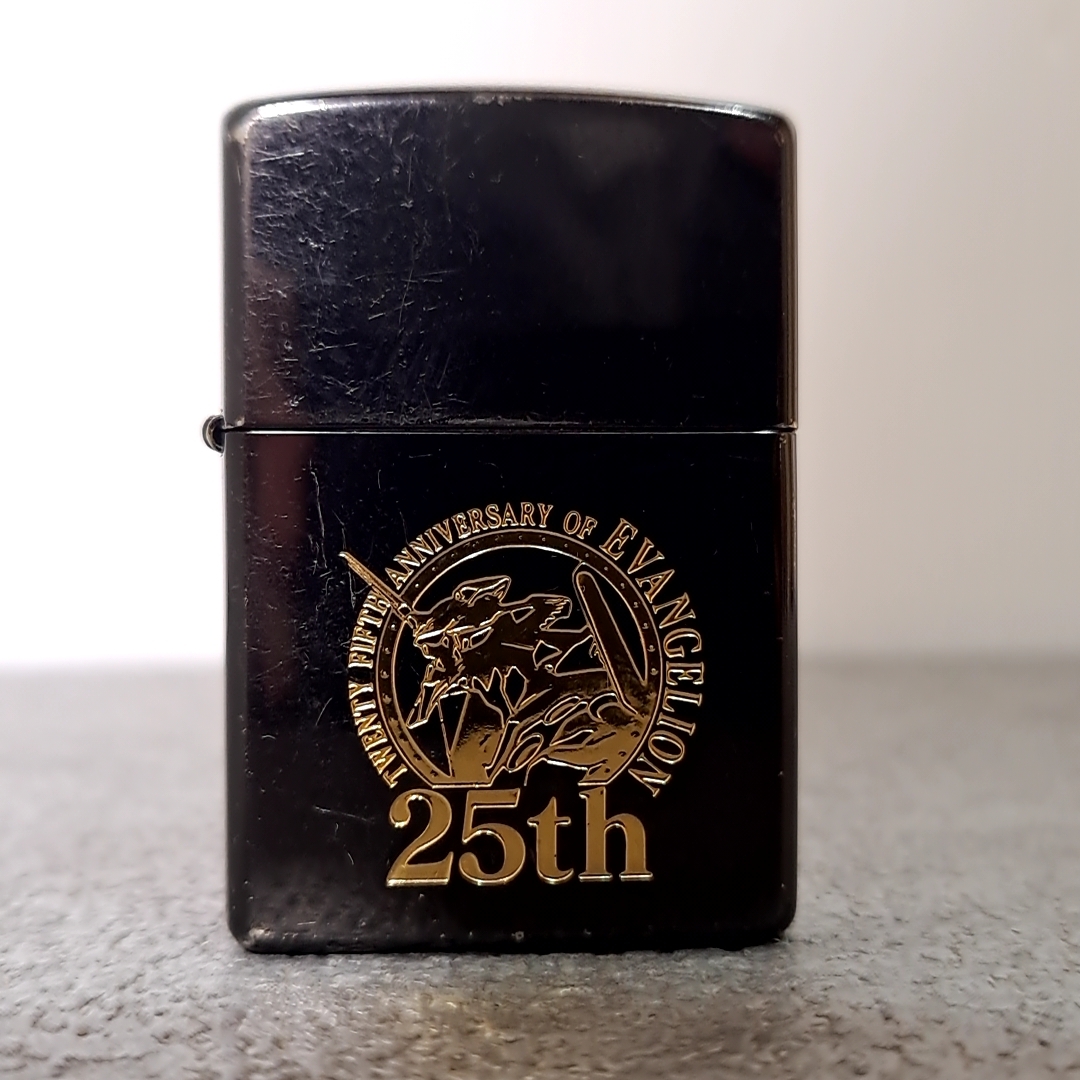 TWENTY FIFTH ANNIVERSARY OF EVANGELION
25th